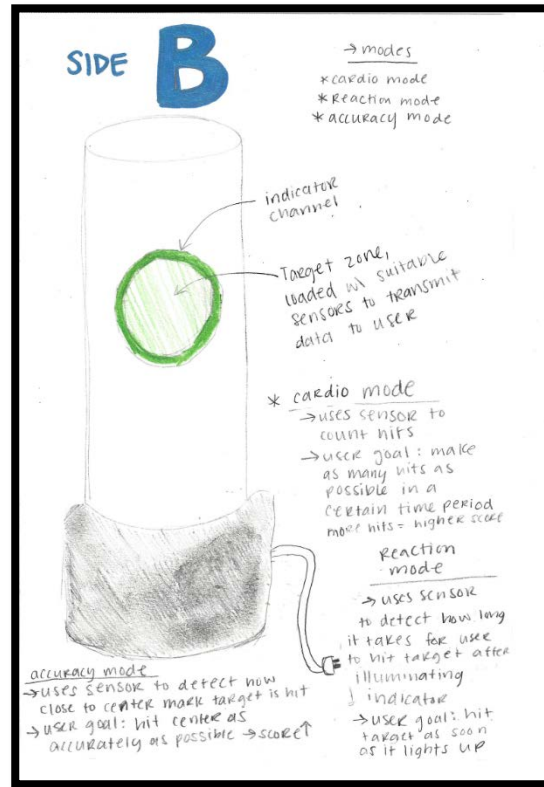 SIDE B
→ modes
* cardio mode
* Reaction mode
* accuracy mode
indicator
channel
Target zone,
loaded w/ suitable
sensors to transmit
data to user
* cardio mode
→ uses sensor to
count hits
→ user goal: make
as many hits as
possible in a
certain time period
more hits = higher score
Reaction
mode
→ uses sensor
to detect how long
it takes for user
to hit target after
illuminating
↓ indicator
→ user goal: hit
target as soon
as it lights up
accuracy mode
→ uses sensor to detect how
close to center mark target is hit
→ user goal: hit center as
accurately as possible → score ↑